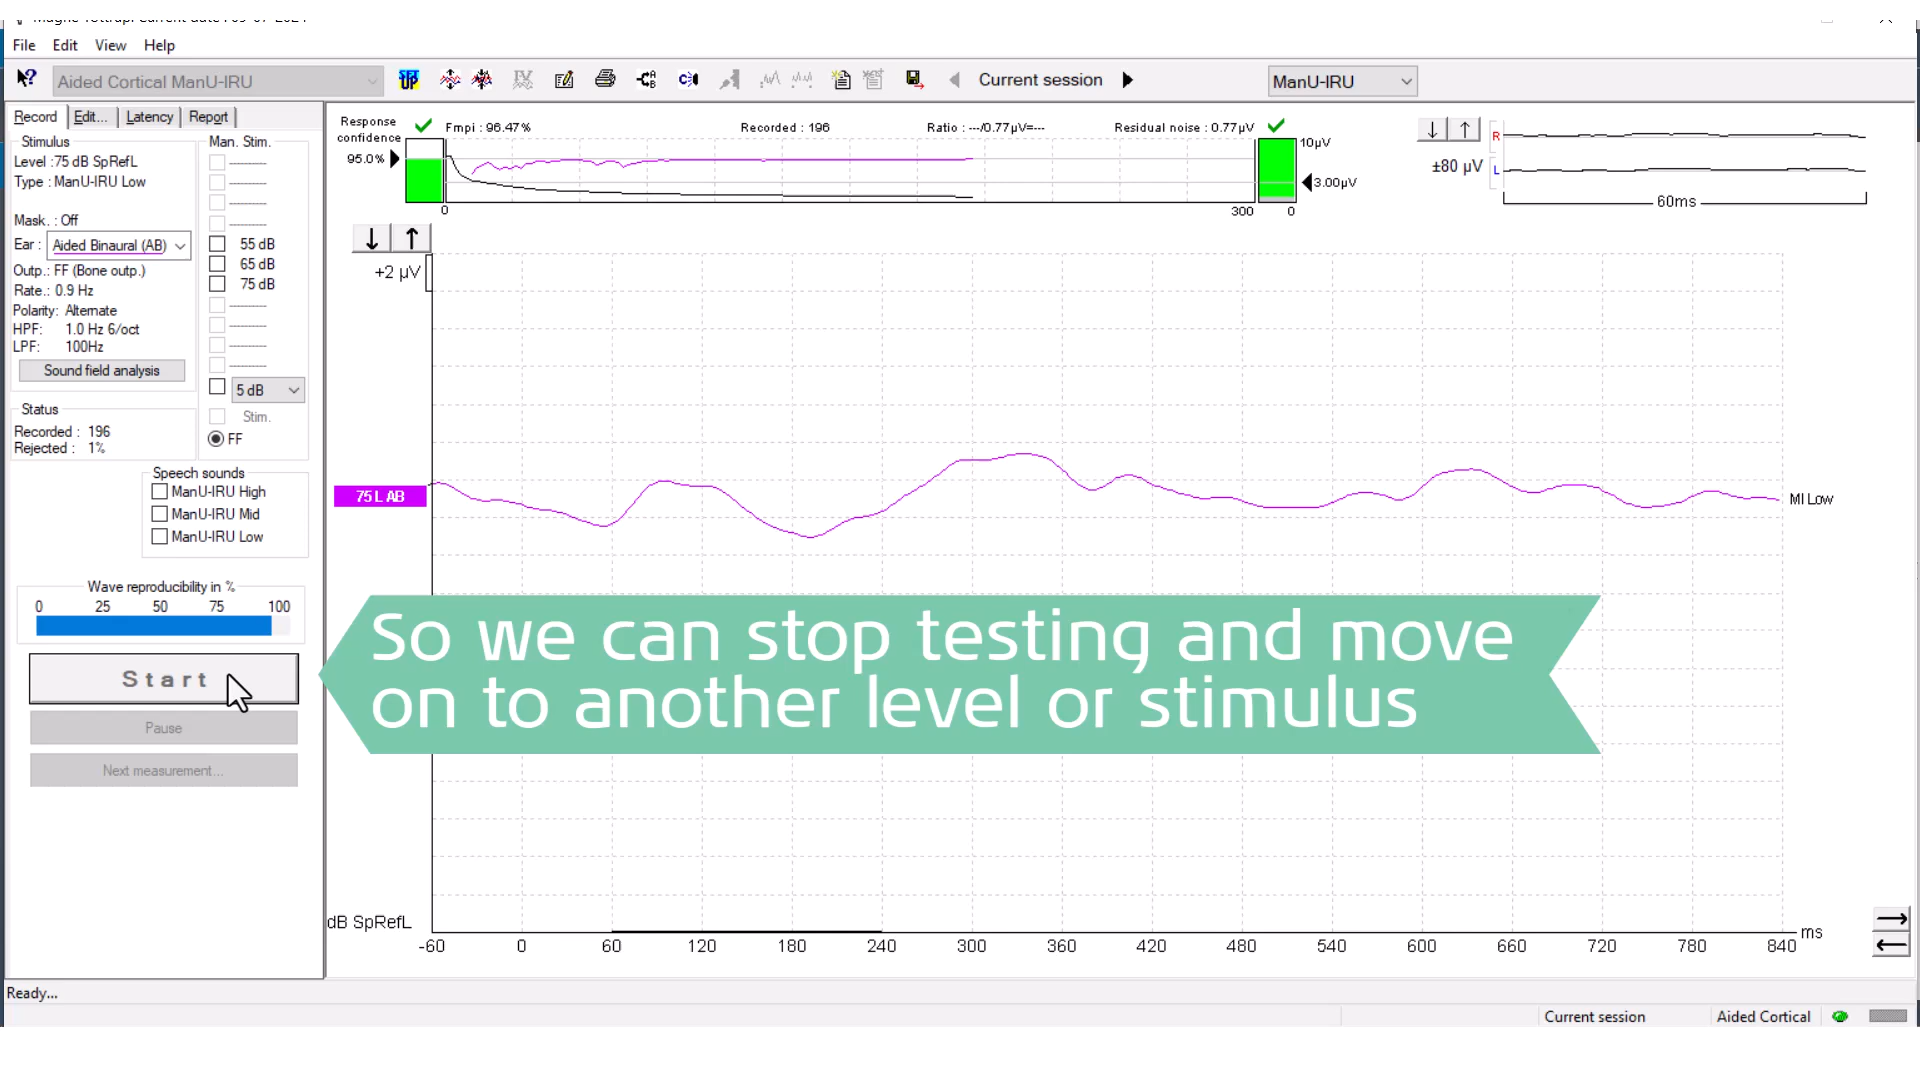 File Edit View Help
Aided Cortical ManU-IRU
Current session
ManU-IRU
Record Edit... Latency Report
Stimulus
Level :75 dB SpRefL
Type : ManU-IRU Low
Mask. : Off
Ear : Aided Binaural (AB)
Outp.: FF (Bone outp.)
Rate.: 0.9 Hz
Polarity: Alternate
HPF: 1.0 Hz 6/oct
LPF: 100Hz
Sound field analysis
Status
Recorded : 196
Rejected : 1%
Man. Stim.
55 dB
65 dB
75 dB
5 dB
Stim.
FF
Speech sounds
ManU-IRU High
ManU-IRU Mid
ManU-IRU Low
Wave reproducibility in %
0 25 50 75 100
Start
Pause
Next measurement...
Response
confidence
95.0%
Fmpi : 96.47% Recorded : 196 Ratio : ---/0.77µV=--- Residual noise : 0.77µV
0 300
10µV
3.00µV
0
±80 µV
R
L
60ms
+2 µV
75 L AB
MI Low
So we can stop testing and move
on to another level or stimulus
dB SpRefL
-60 0 60 120 180 240 300 360 420 480 540 600 660 720 780 840 ms
Ready...
Current session Aided Cortical